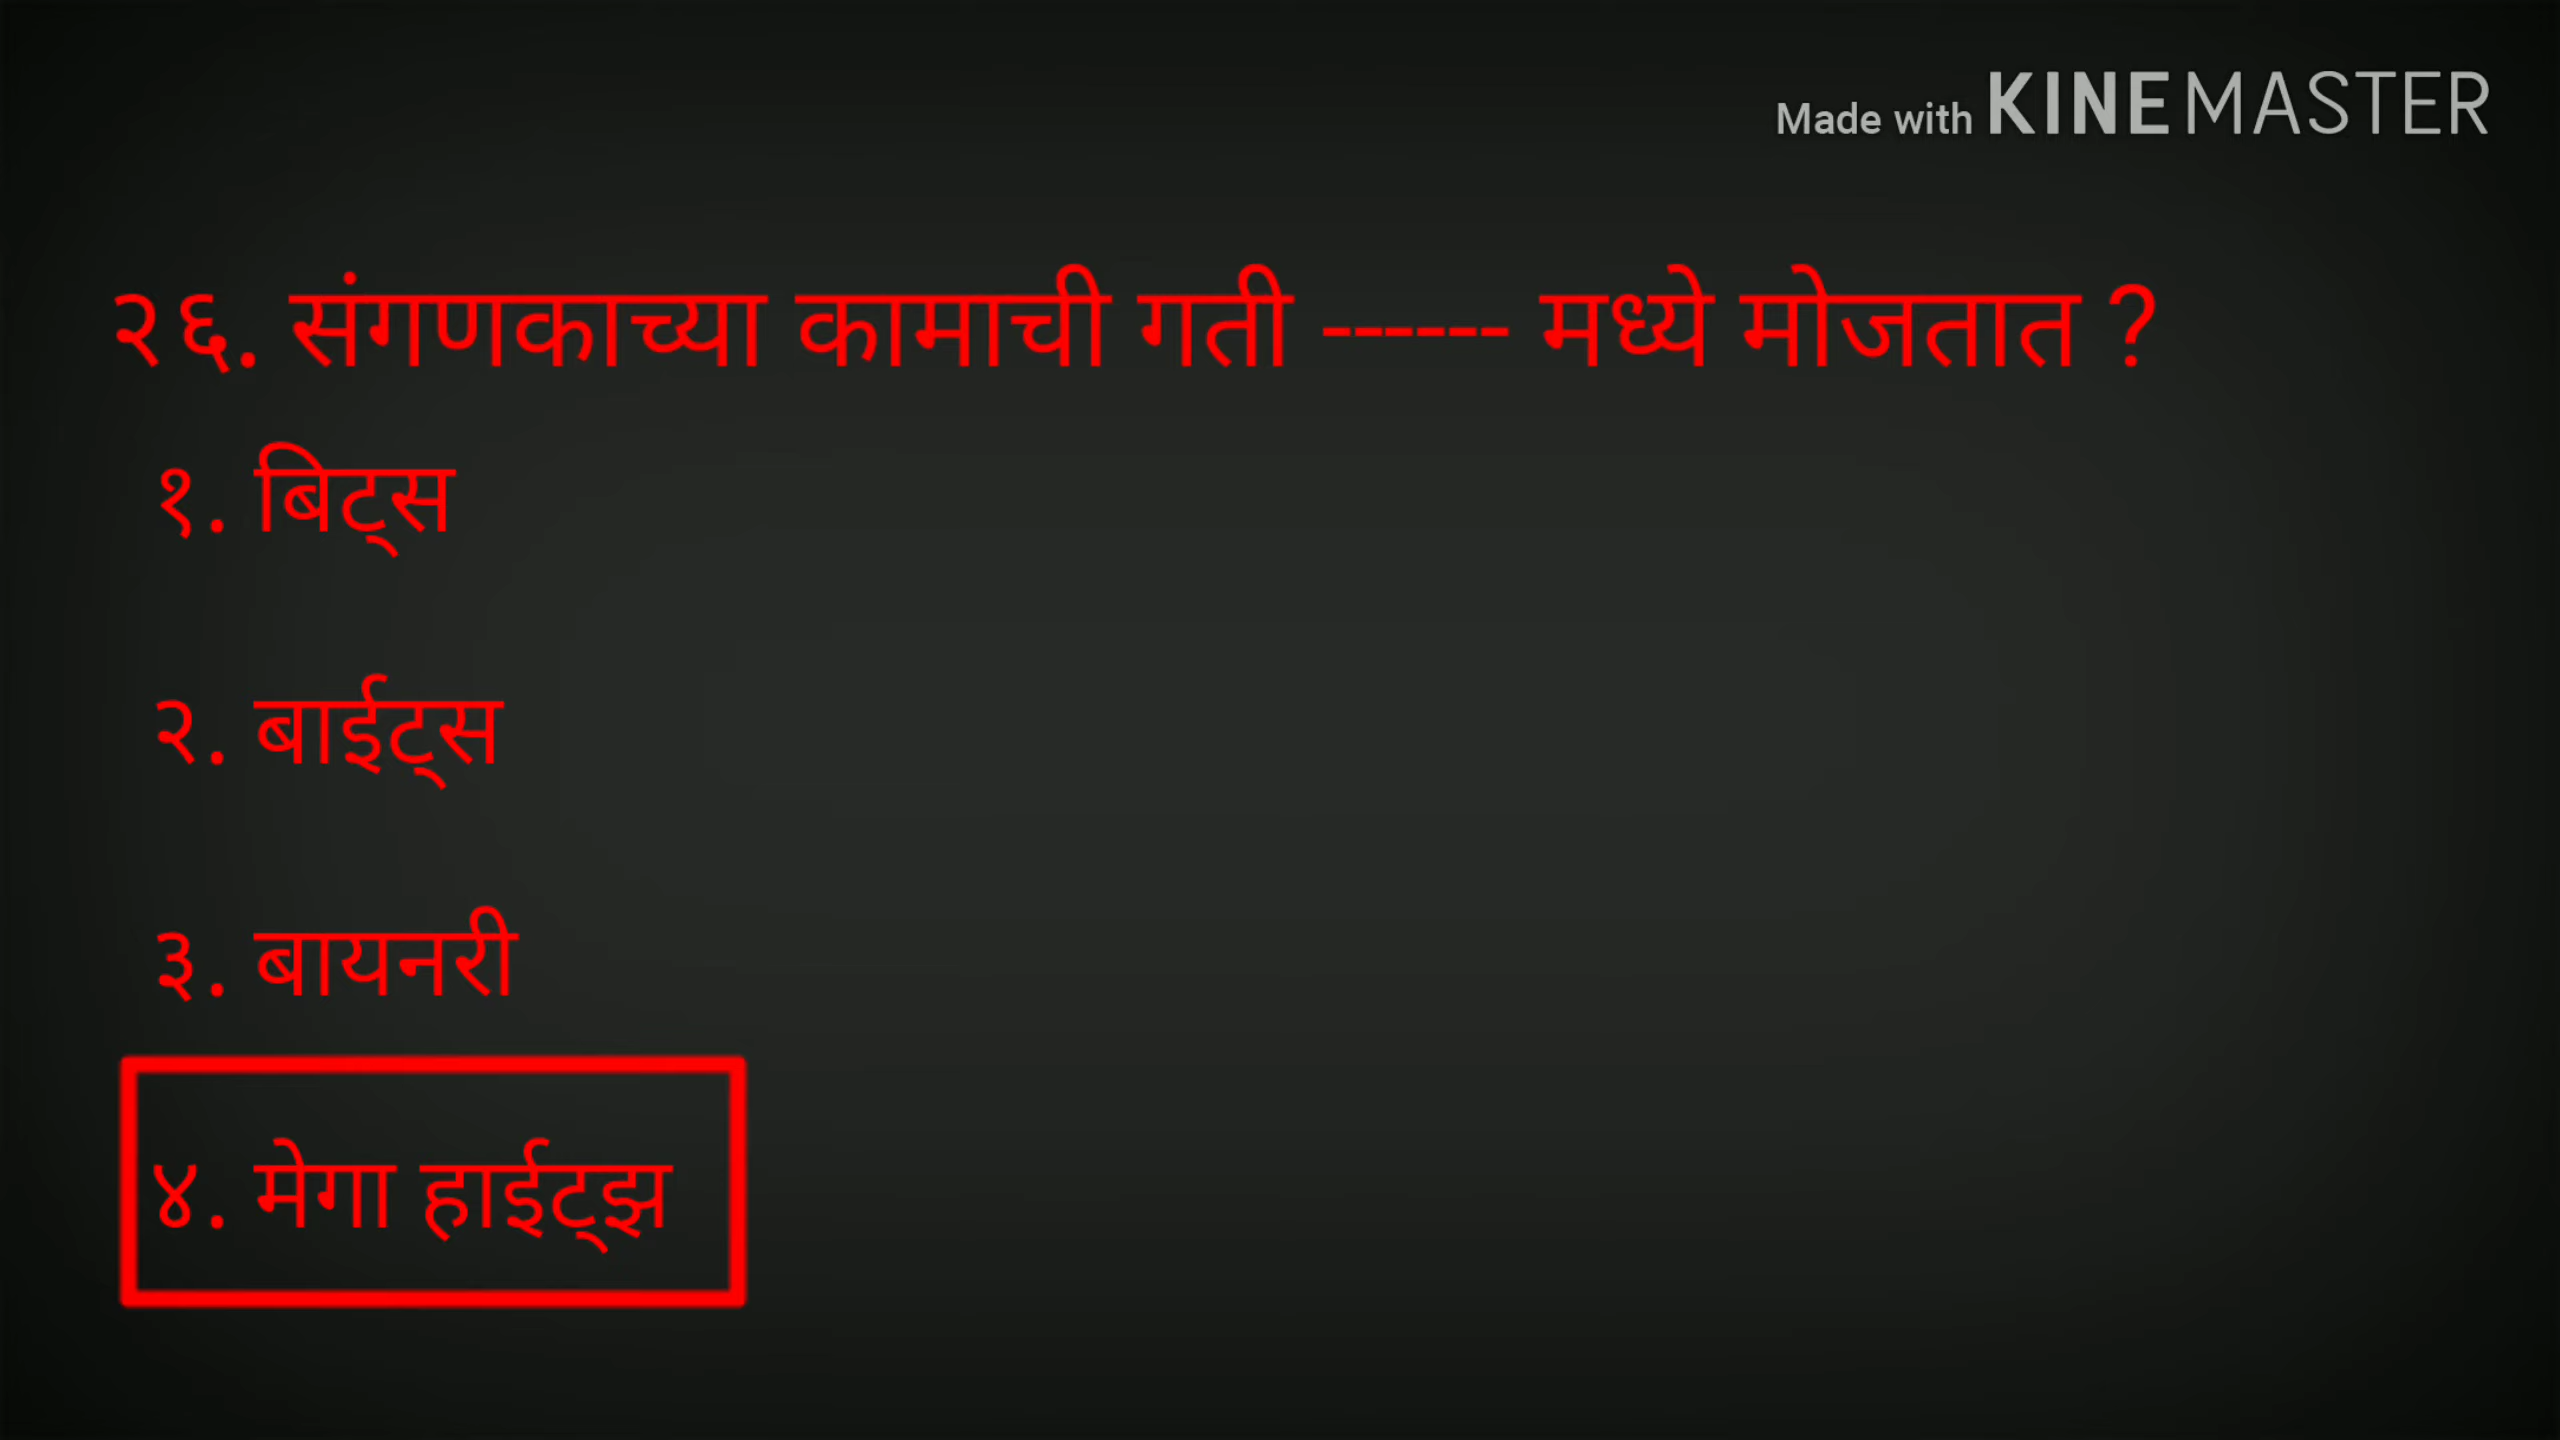 Made with KINEMASTER
२६. संगणकाच्या कामाची गती ------ मध्ये मोजतात ?
१. बिट्स
२. बाईट्स
३. बायनरी
४. मेगा हाईट्झ